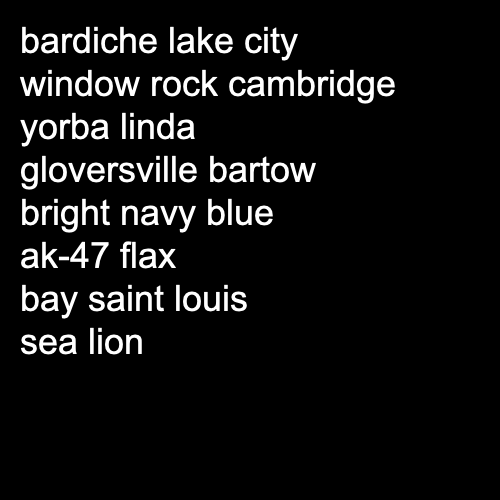 bardiche lake city
window rock cambridge
yorba linda
gloversville bartow
bright navy blue
ak-47 flax
bay saint louis
sea lion